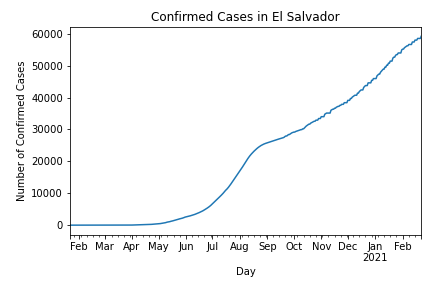 Confirmed Cases in El Salvador
Number of Confirmed Cases
60000
50000
40000
30000
20000
10000
0
Feb Mar Apr May Jun Jul Aug Sep Oct Nov Dec Jan Feb
2021
Day